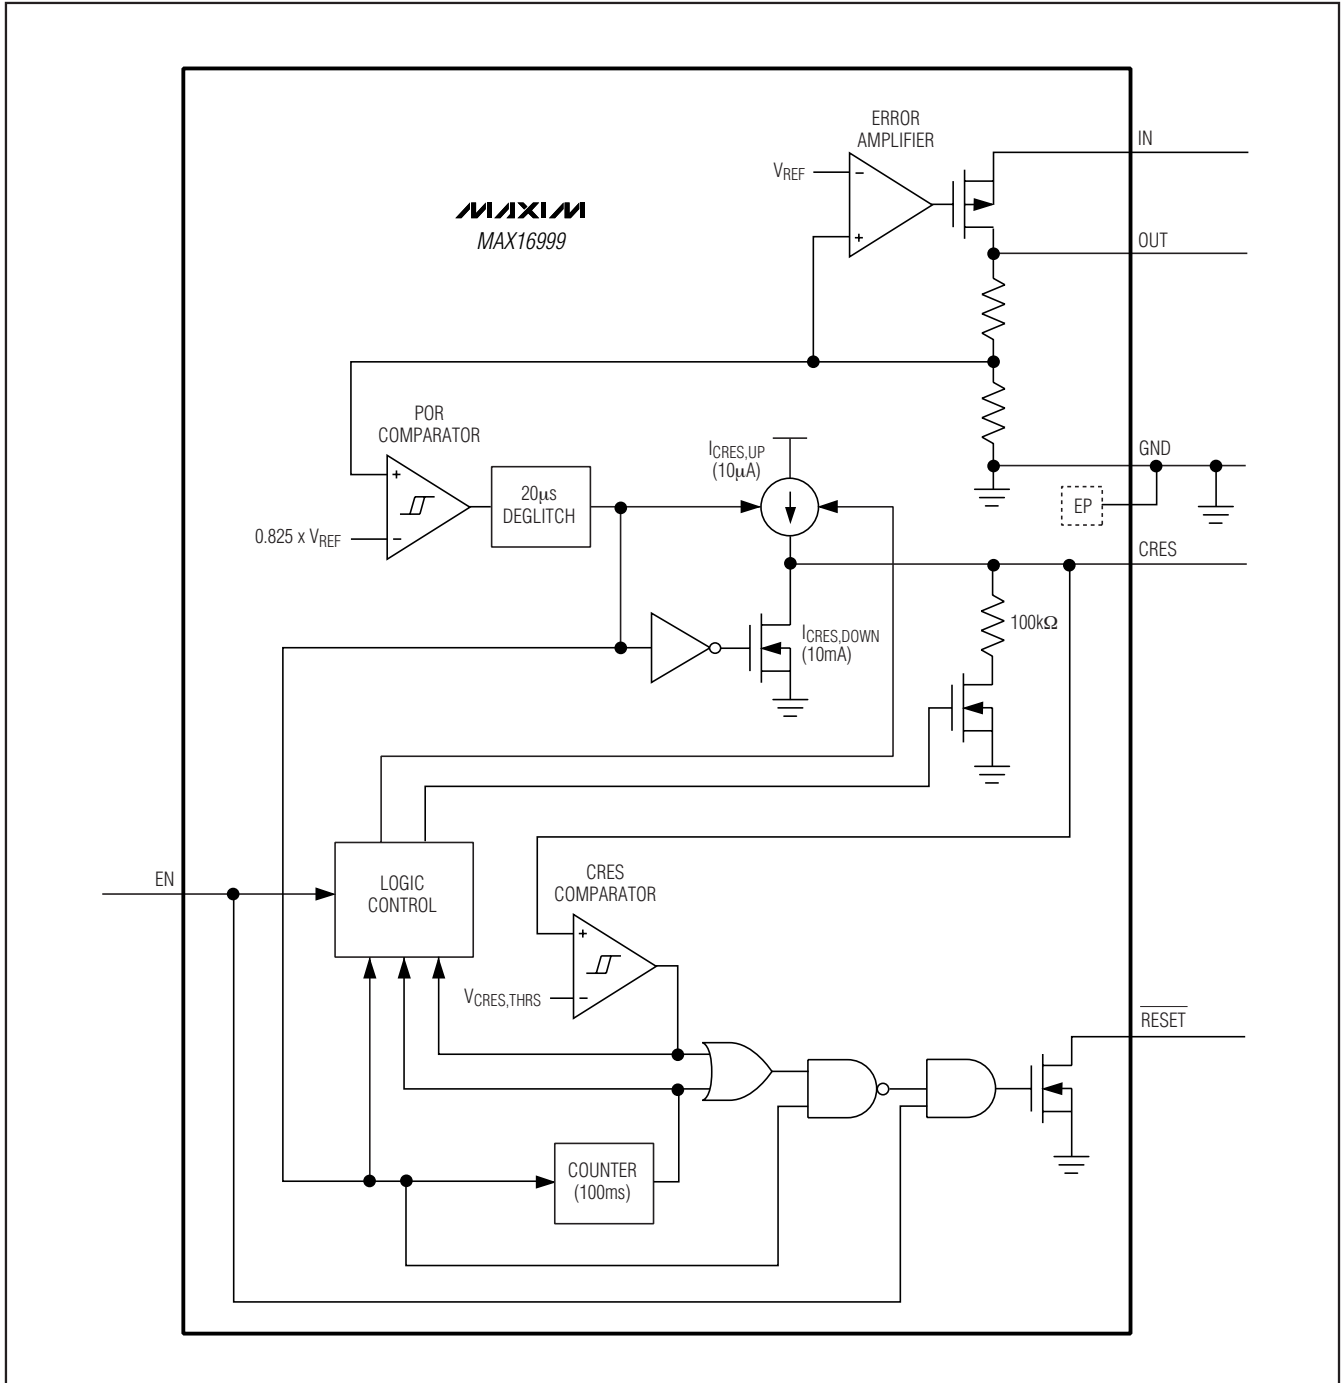 ERROR
AMPLIFIER
IN
VREF
−
+
MAXIM
MAX16999
OUT
POR
COMPARATOR
GND
ICRES,UP
(10µA)
+
20µs
DEGLITCH
EP
0.825 x VREF
−
CRES
100kΩ
ICRES,DOWN
(10mA)
EN
LOGIC
CONTROL
CRES
COMPARATOR
+
VCRES,THRS
−
RESET
COUNTER
(100ms)